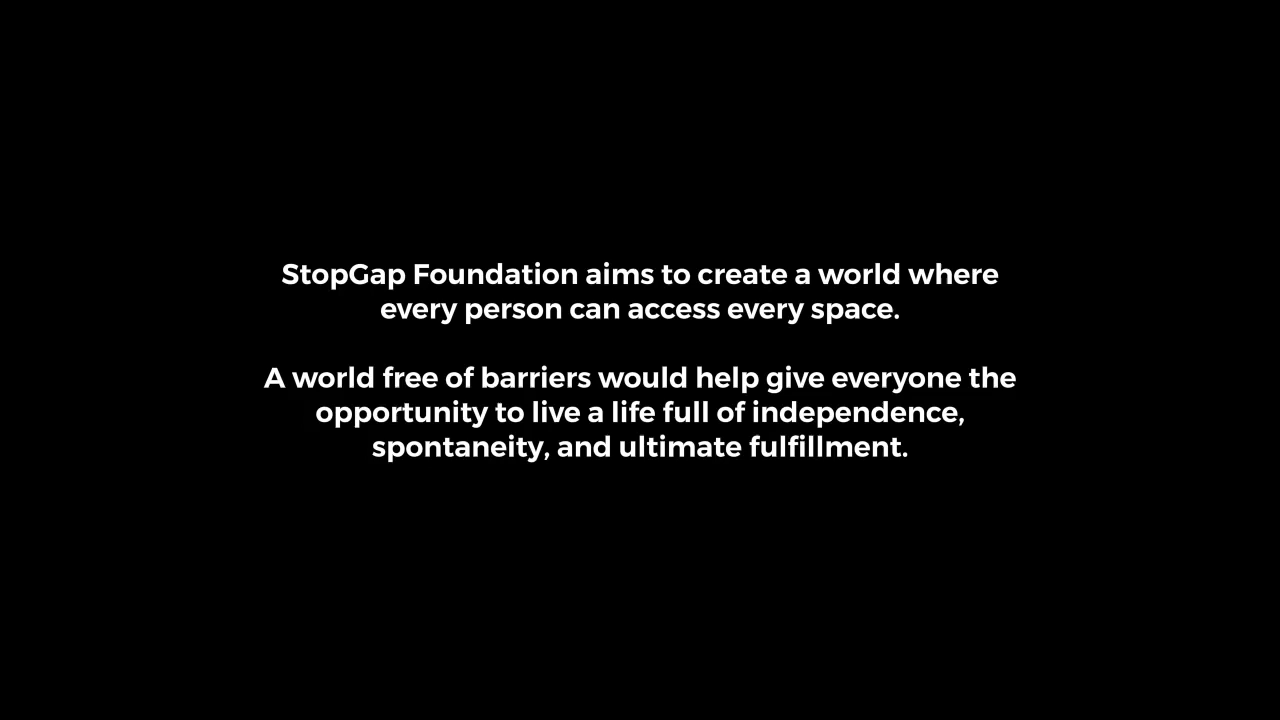 StopGap Foundation aims to create a world where
every person can access every space.
A world free of barriers would help give everyone the
opportunity to live a life full of independence,
spontaneity, and ultimate fulfillment.